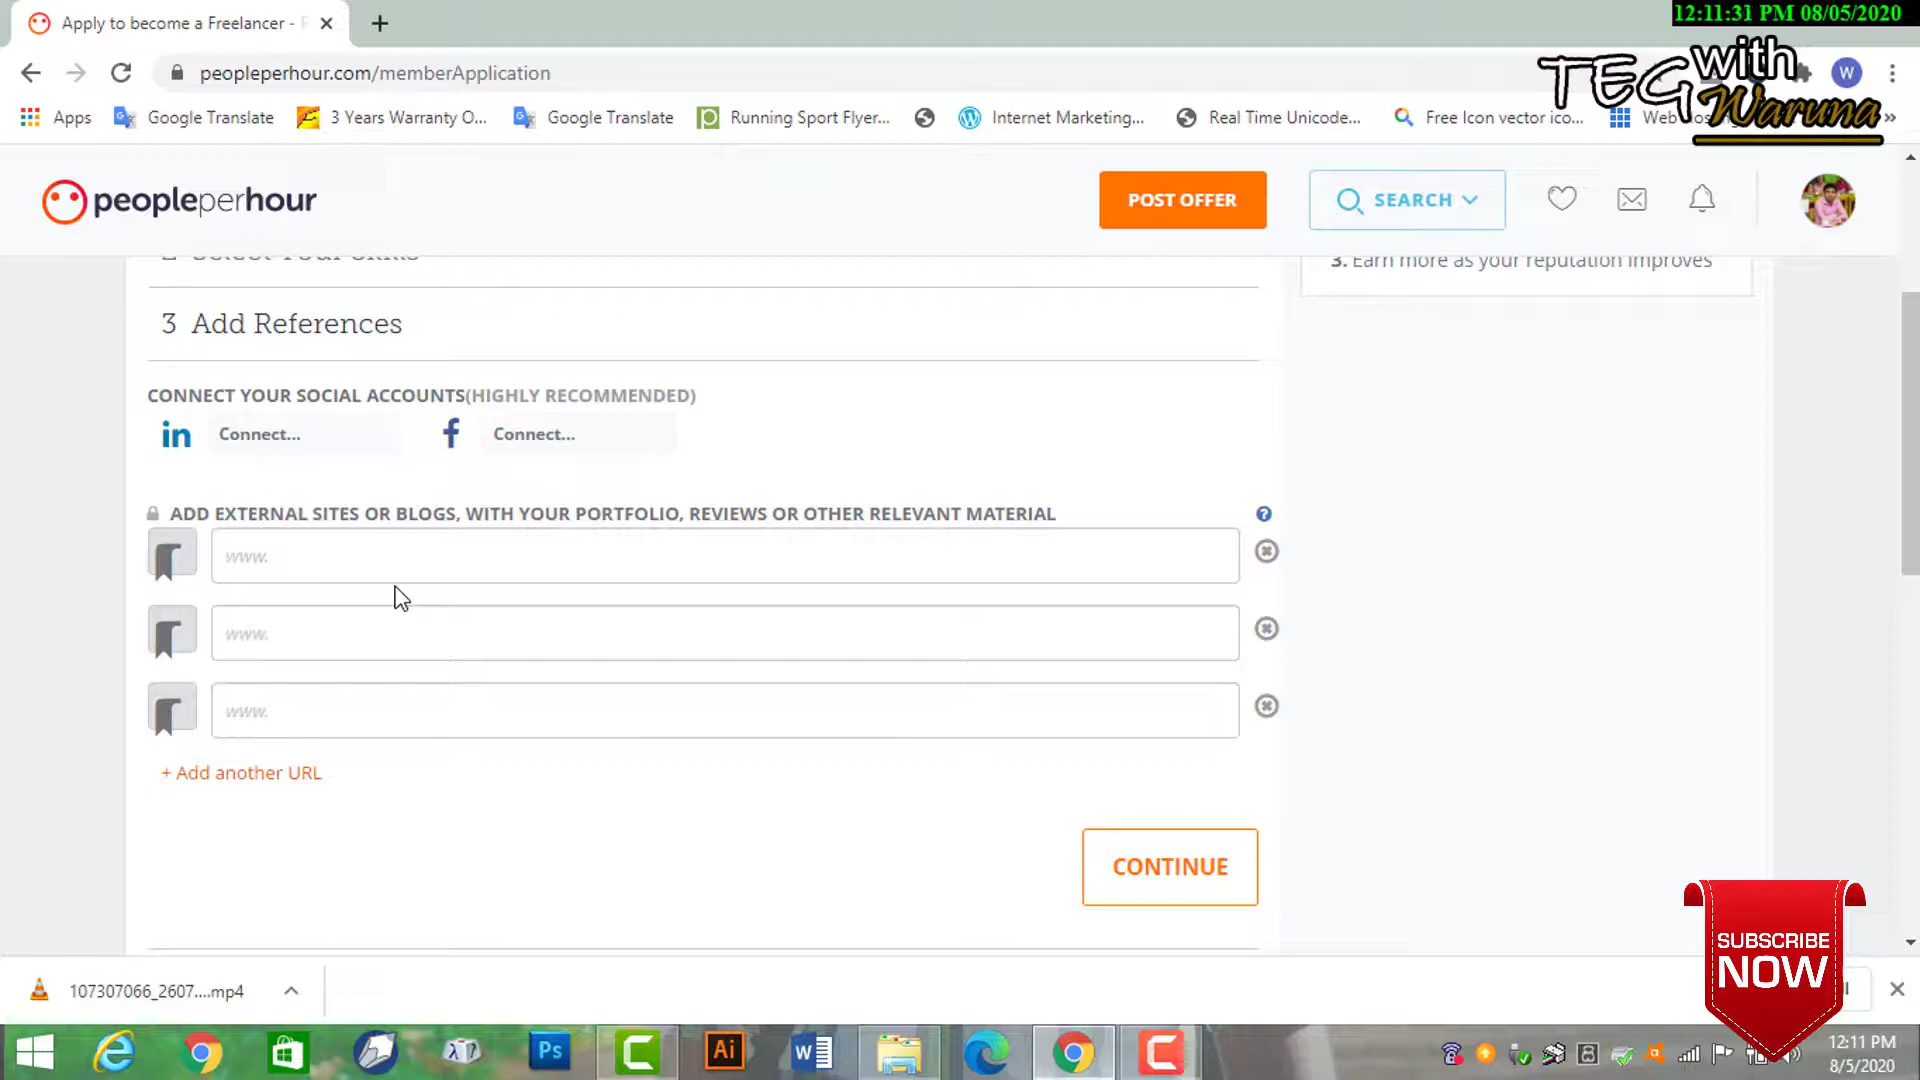 12:11:31 PM 08/05/2020
Apply to become a Freelancer -
peopleperhour.com/memberApplication
W
TEG with Waruna
Apps
Google Translate
3 Years Warranty O...
Google Translate
Running Sport Flyer...
Internet Marketing...
Real Time Unicode...
Free Icon vector ico...
peopleperhour
POST OFFER
SEARCH
2 Select Your Skills
3. Earn more as your reputation improves
3 Add References
CONNECT YOUR SOCIAL ACCOUNTS(HIGHLY RECOMMENDED)
in Connect...
f Connect...
ADD EXTERNAL SITES OR BLOGS, WITH YOUR PORTFOLIO, REVIEWS OR OTHER RELEVANT MATERIAL
www.
www.
www.
+ Add another URL
CONTINUE
SUBSCRIBE
NOW
107307066_2607....mp4
Ps
Ai
12:11 PM
8/5/2020